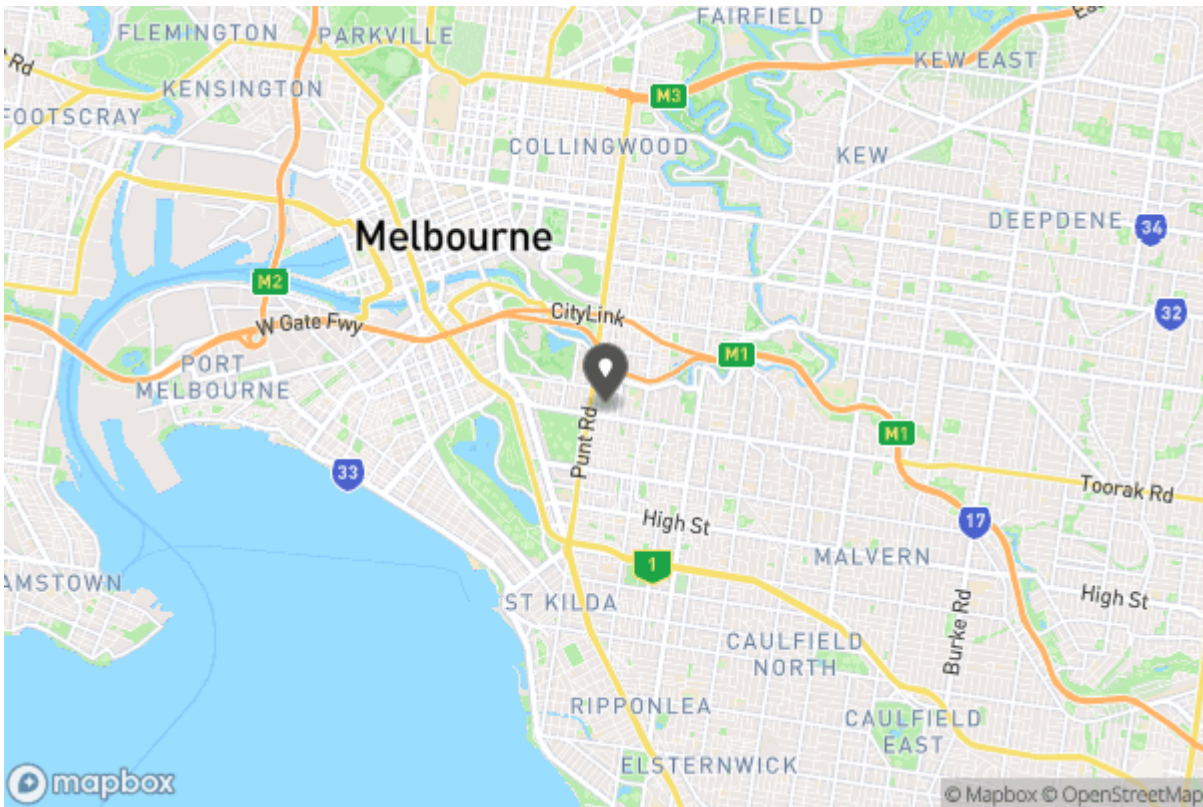 FLEMINGTON
PARKVILLE
FAIRFIELD
Rd
KENSINGTON
KEW EAST
M3
FOOTSCRAY
COLLINGWOOD
KEW
DEEPDENE
34
Melbourne
M2
CityLink
32
W Gate Fwy
M1
PORT
MELBOURNE
Punt Rd
M1
33
Toorak Rd
High St
17
MALVERN
1
AMSTOWN
ST KILDA
High St
Burke Rd
CAULFIELD
NORTH
RIPPONLEA
CAULFIELD
EAST
ELSTERNWICK
mapbox
© Mapbox © OpenStreetMap